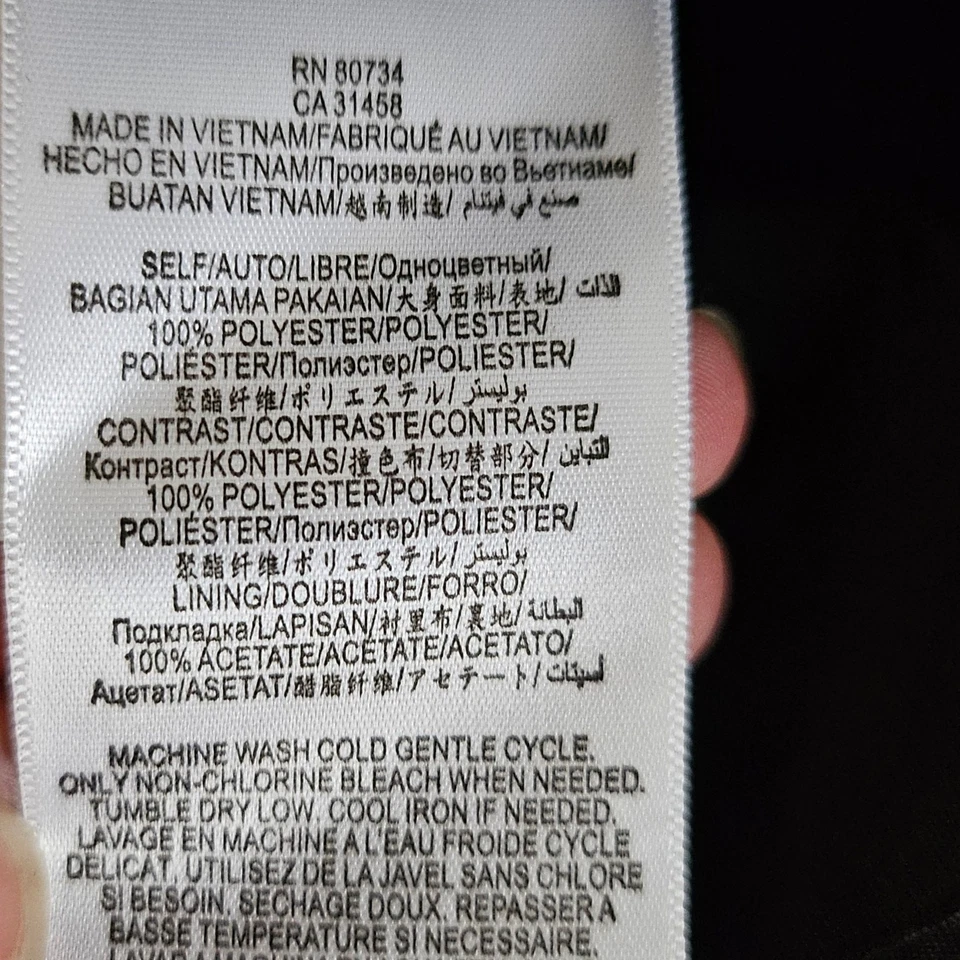 RN 80734
CA 31458
MADE IN VIETNAM/FABRIQUÉ AU VIETNAM/
HECHO EN VIETNAM/Произведено во Вьетнаме/
BUATAN VIETNAM/越南制造/ صنع في فيتنام
SELF/AUTO/LIBRE/Одноцветный/
BAGIAN UTAMA PAKAIAN/大身面料/表地/ الذات
100% POLYESTER/POLYESTER/
POLIÉSTER/Полиэстер/POLIESTER/
聚酯纤维/ポリエステル/ بوليستر
CONTRAST/CONTRASTE/CONTRASTE/
Контраст/KONTRAS/撞色布/切替部分/ التباين
100% POLYESTER/POLYESTER/
POLIÉSTER/Полиэстер/POLIESTER/
聚酯纤维/ポリエステル/ بوليستر
LINING/DOUBLURE/FORRO/
Подкладка/LAPISAN/衬里布/裏地/ البطانة
100% ACETATE/ACÉTATE/ACETATO/
Ацетат/ASETAT/醋脂纤维/アセテート/ أسيتات
MACHINE WASH COLD GENTLE CYCLE.
ONLY NON-CHLORINE BLEACH WHEN NEEDED.
TUMBLE DRY LOW. COOL IRON IF NEEDED.
LAVAGE EN MACHINE A L'EAU FROIDE CYCLE
DÉLICAT. UTILISEZ DE LA JAVEL SANS CHLORE
SI BESOIN. SECHAGE DOUX. REPASSER A
BASSE TEMPERATURE SI NECESSAIRE.